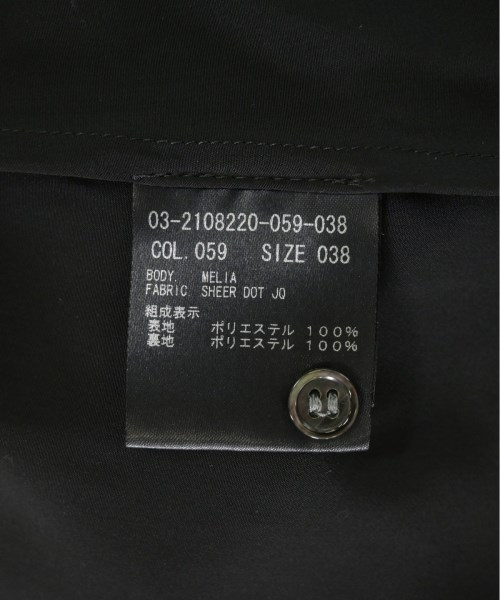 03-2108220-059-038
COL.059 SIZE 038
BODY. MELIA
FABRIC. SHEER DOT JQ
組成表示
表地 ポリエステル 100%
裏地 ポリエステル 100%